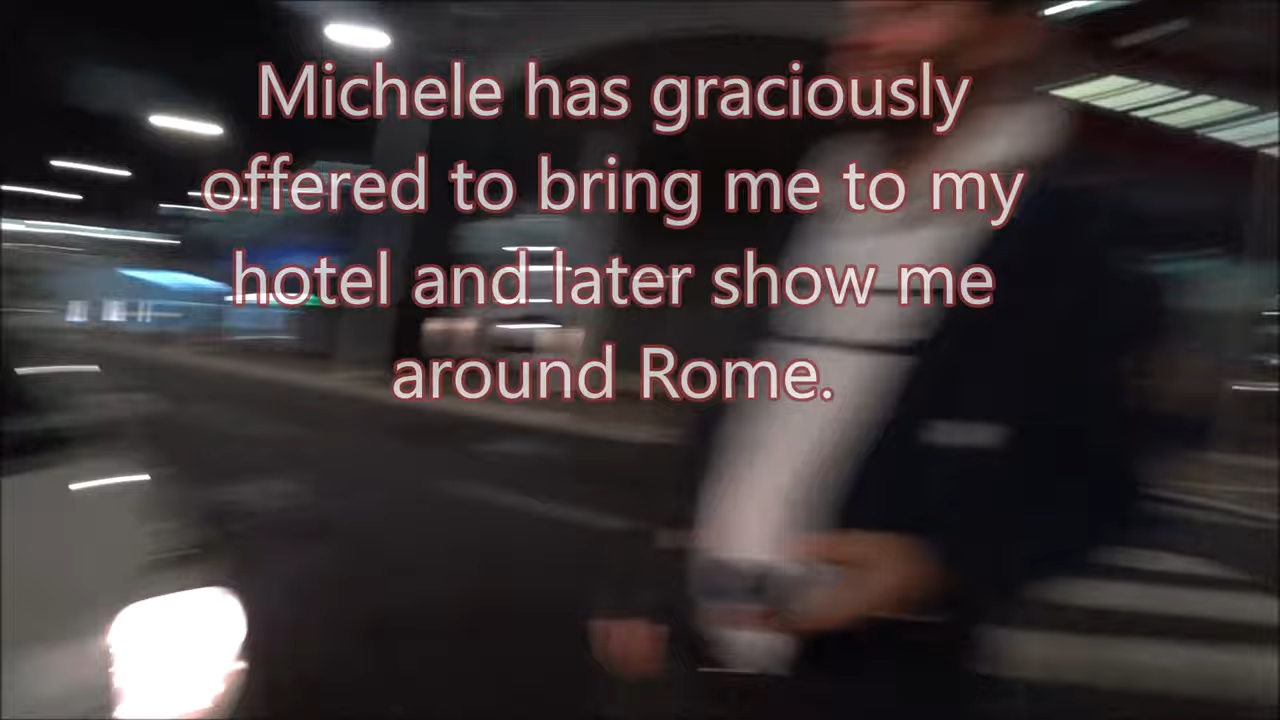 Michele has graciously
offered to bring me to my
hotel and later show me
around Rome.